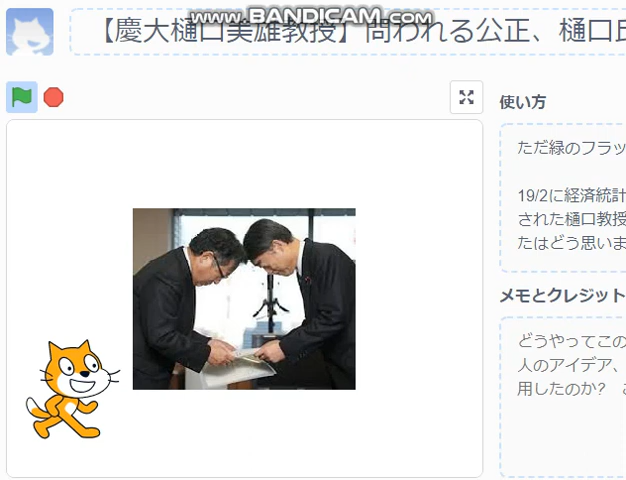 www.BANDICAM.com
【慶大樋口美雄教授】問われる公正、樋口
使い方
ただ緑のフラッ
19/2に経済統計
された樋口教授
たはどう思いま
メモとクレジット
どうやってこの
人のアイデア、
用したのか?